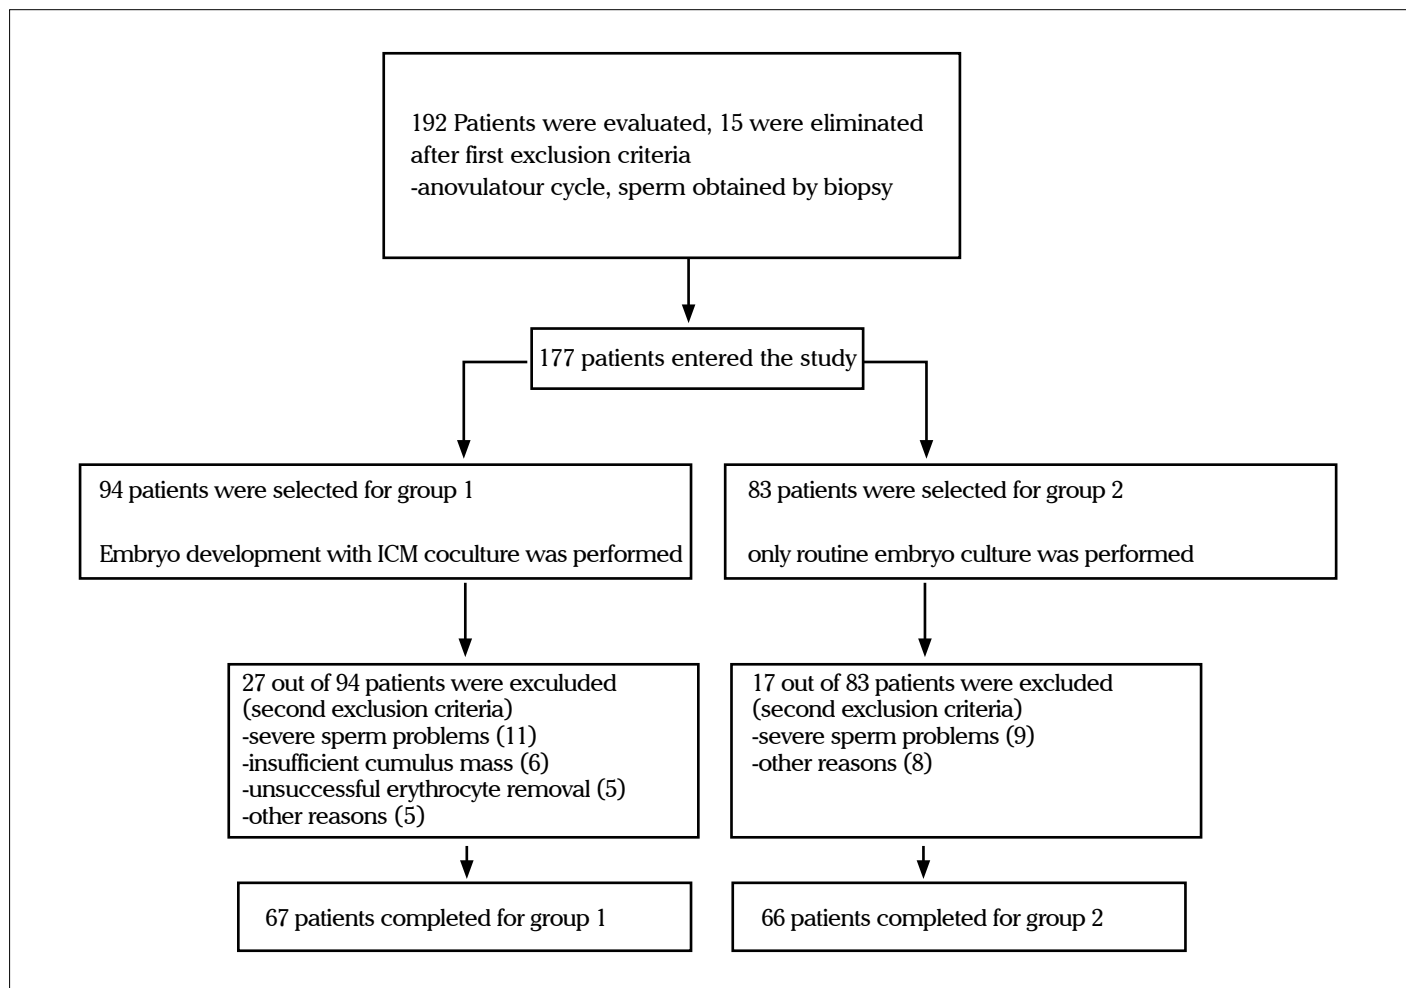 192 Patients were evaluated, 15 were eliminated
after first exclusion criteria
-anovulatour cycle, sperm obtained by biopsy
177 patients entered the study
94 patients were selected for group 1
Embryo development with ICM coculture was performed
83 patients were selected for group 2
only routine embryo culture was performed
27 out of 94 patients were exculuded
(second exclusion criteria)
-severe sperm problems (11)
-insufficient cumulus mass (6)
-unsuccessful erythrocyte removal (5)
-other reasons (5)
17 out of 83 patients were excluded
(second exclusion criteria)
-severe sperm problems (9)
-other reasons (8)
67 patients completed for group 1
66 patients completed for group 2